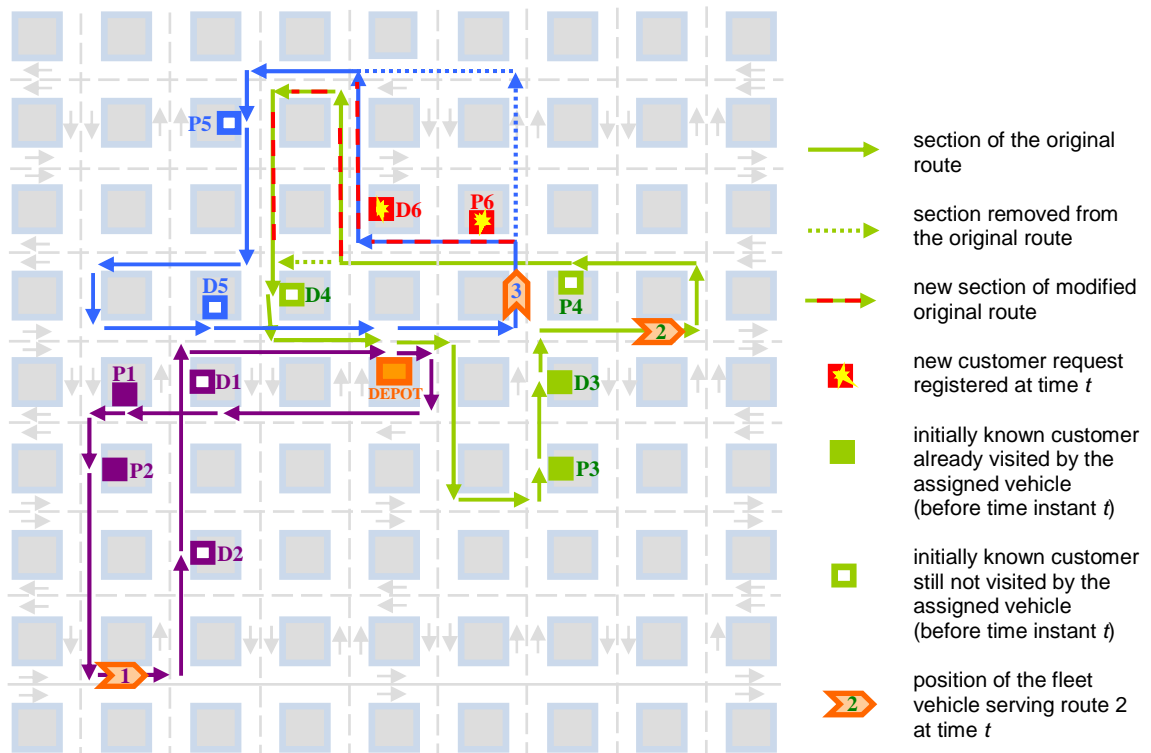 P5
D6
P6
D5
D4
3
P4
2
P1
D1
DEPOT
D3
P2
P3
D2
1
section of the original
route
section removed from
the original route
new section of modified
original route
new customer request
registered at time t
initially known customer
already visited by the
assigned vehicle
(before time instant t)
initially known customer
still not visited by the
assigned vehicle
(before time instant t)
2
position of the fleet
vehicle serving route 2
at time t